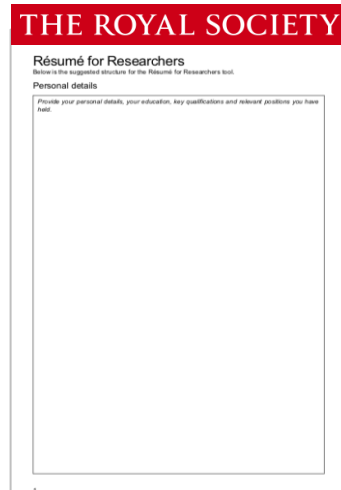 THE ROYAL SOCIETY
Résumé for Researchers
Below is the suggested structure for the Résumé for Researchers tool.
Personal details
Provide your personal details, your education, key qualifications and relevant positions you have
held.